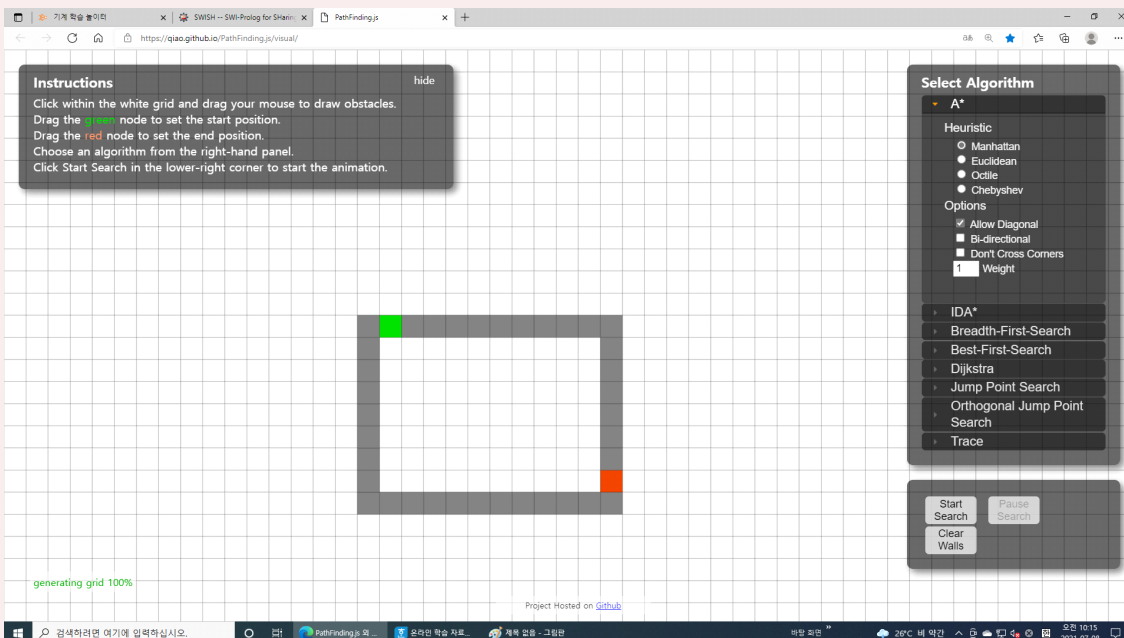 기계 학습 놀이터
SWISH -- SWI-Prolog for SHarin
PathFinding.js
https://qiao.github.io/PathFinding.js/visual/
Instructions
hide
Click within the white grid and drag your mouse to draw obstacles.
Drag the green node to set the start position.
Drag the red node to set the end position.
Choose an algorithm from the right-hand panel.
Click Start Search in the lower-right corner to start the animation.
Select Algorithm
A*
Heuristic
Manhattan
Euclidean
Octile
Chebyshev
Options
Allow Diagonal
Bi-directional
Don't Cross Corners
1 Weight
IDA*
Breadth-First-Search
Best-First-Search
Dijkstra
Jump Point Search
Orthogonal Jump Point
Search
Trace
Start
Search
Pause
Search
Clear
Walls
generating grid 100%
Project Hosted on Github
검색하려면 여기에 입력하십시오.
PathFinding.js 외 ...
온라인 학습 자료...
제목 없음 - 그림판
바탕 화면
26°C 비 약간
오전 10:15